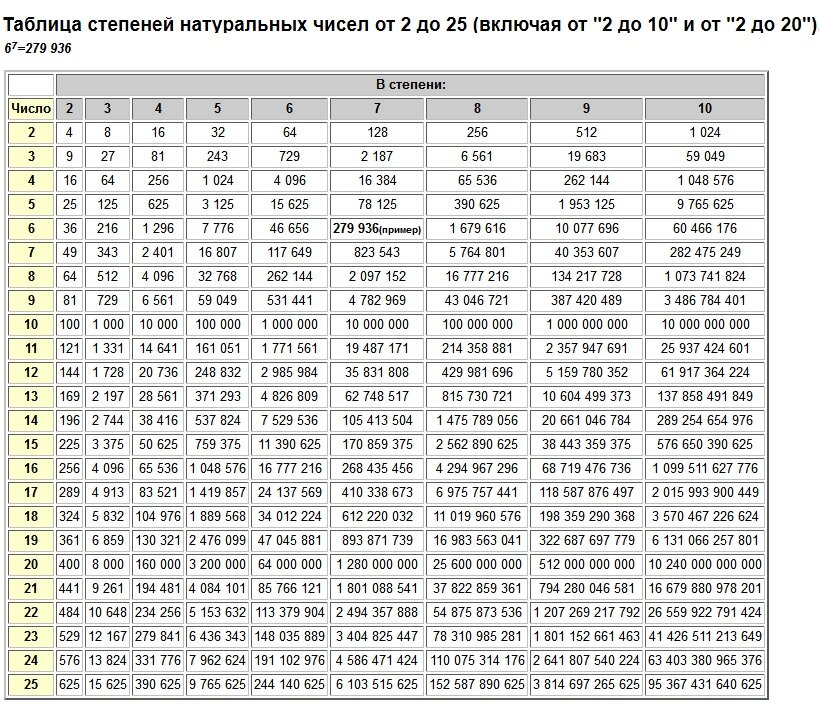 Таблица степеней натуральных чисел от 2 до 25 (включая от "2 до 10" и от "2 до 20")
6⁷=279 936
В степени:
Число 2 3 4 5 6 7 8 9 10
2 4 8 16 32 64 128 256 512 1 024
3 9 27 81 243 729 2 187 6 561 19 683 59 049
4 16 64 256 1 024 4 096 16 384 65 536 262 144 1 048 576
5 25 125 625 3 125 15 625 78 125 390 625 1 953 125 9 765 625
6 36 216 1 296 7 776 46 656 279 936(пример) 1 679 616 10 077 696 60 466 176
7 49 343 2 401 16 807 117 649 823 543 5 764 801 40 353 607 282 475 249
8 64 512 4 096 32 768 262 144 2 097 152 16 777 216 134 217 728 1 073 741 824
9 81 729 6 561 59 049 531 441 4 782 969 43 046 721 387 420 489 3 486 784 401
10 100 1 000 10 000 100 000 1 000 000 10 000 000 100 000 000 1 000 000 000 10 000 000 000
11 121 1 331 14 641 161 051 1 771 561 19 487 171 214 358 881 2 357 947 691 25 937 424 601
12 144 1 728 20 736 248 832 2 985 984 35 831 808 429 981 696 5 159 780 352 61 917 364 224
13 169 2 197 28 561 371 293 4 826 809 62 748 517 815 730 721 10 604 499 373 137 858 491 849
14 196 2 744 38 416 537 824 7 529 536 105 413 504 1 475 789 056 20 661 046 784 289 254 654 976
15 225 3 375 50 625 759 375 11 390 625 170 859 375 2 562 890 625 38 443 359 375 576 650 390 625
16 256 4 096 65 536 1 048 576 16 777 216 268 435 456 4 294 967 296 68 719 476 736 1 099 511 627 776
17 289 4 913 83 521 1 419 857 24 137 569 410 338 673 6 975 757 441 118 587 876 497 2 015 993 900 449
18 324 5 832 104 976 1 889 568 34 012 224 612 220 032 11 019 960 576 198 359 290 368 3 570 467 226 624
19 361 6 859 130 321 2 476 099 47 045 881 893 871 739 16 983 563 041 322 687 697 779 6 131 066 257 801
20 400 8 000 160 000 3 200 000 64 000 000 1 280 000 000 25 600 000 000 512 000 000 000 10 240 000 000 000
21 441 9 261 194 481 4 084 101 85 766 121 1 801 088 541 37 822 859 361 794 280 046 581 16 679 880 978 201
22 484 10 648 234 256 5 153 632 113 379 904 2 494 357 888 54 875 873 536 1 207 269 217 792 26 559 922 791 424
23 529 12 167 279 841 6 436 343 148 035 889 3 404 825 447 78 310 985 281 1 801 152 661 463 41 426 511 213 649
24 576 13 824 331 776 7 962 624 191 102 976 4 586 471 424 110 075 314 176 2 641 807 540 224 63 403 380 965 376
25 625 15 625 390 625 9 765 625 244 140 625 6 103 515 625 152 587 890 625 3 814 697 265 625 95 367 431 640 625